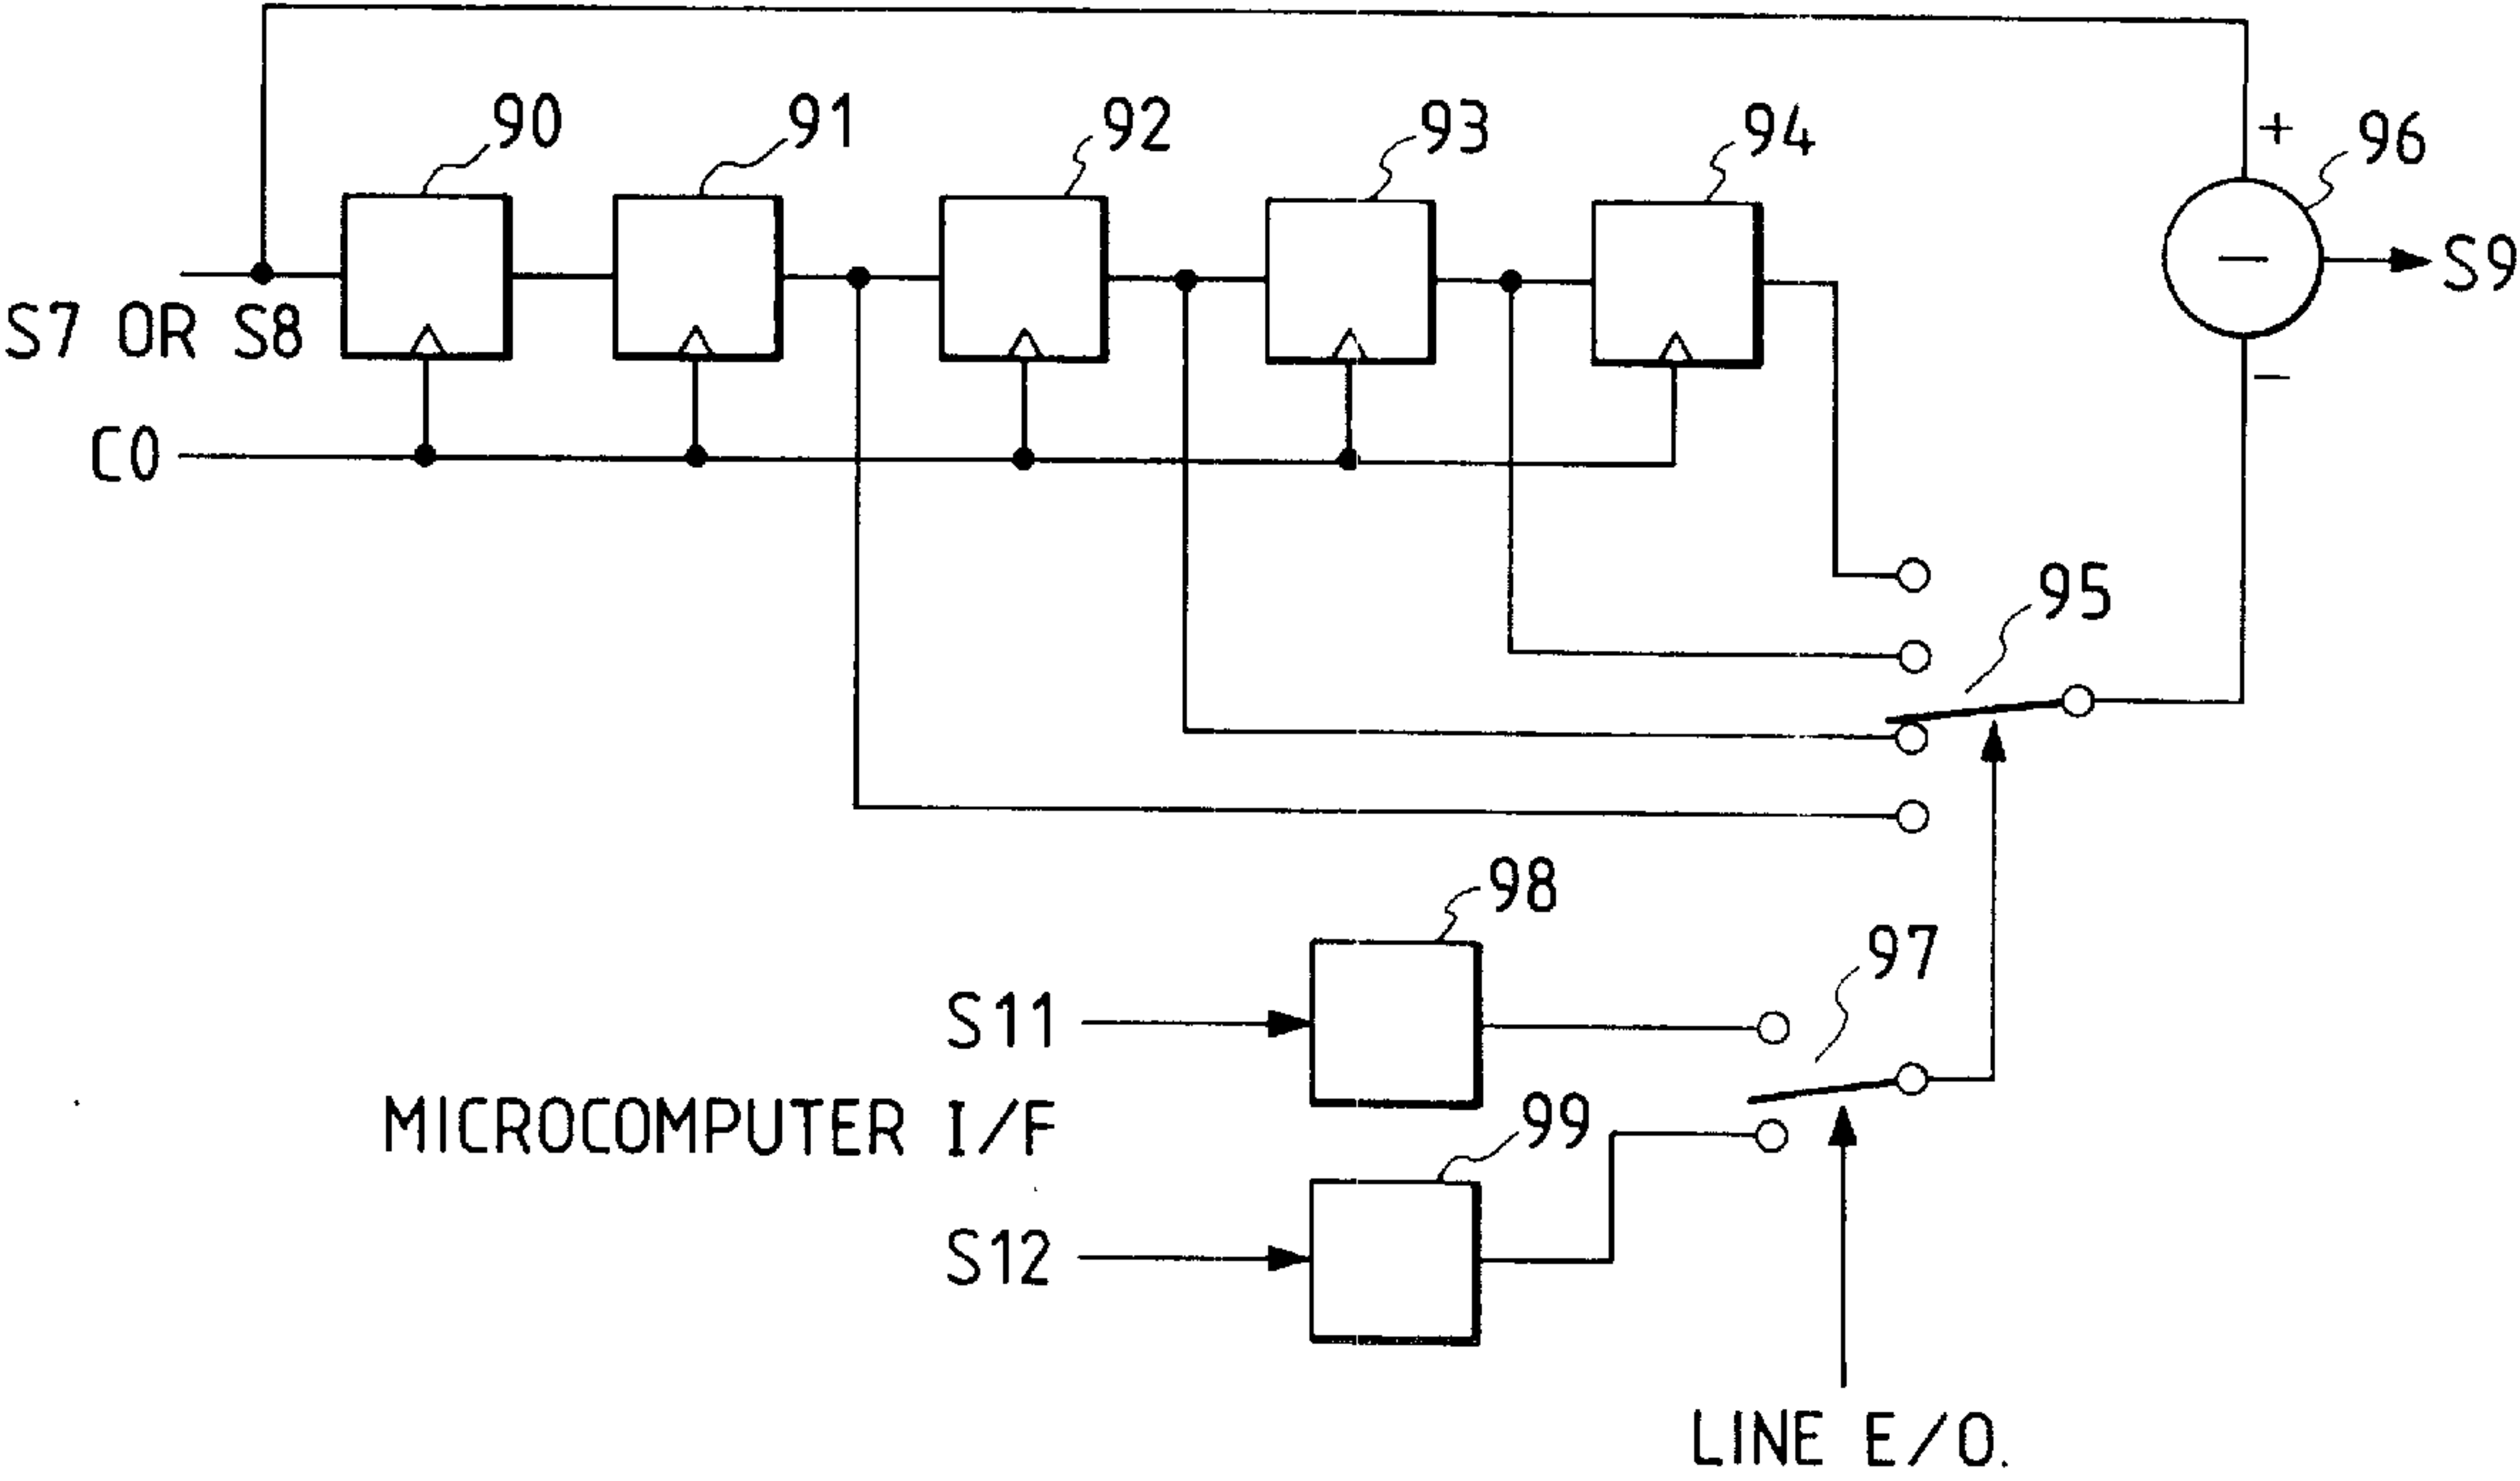 90
91
92
93
94
+
96
S9
S7 OR S8
−
C0
95
98
97
S11
MICROCOMPUTER I/F
99
S12
LINE E/O.